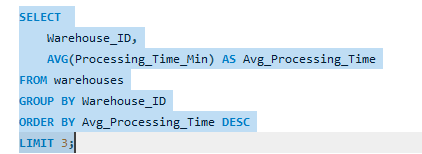 SELECT
    Warehouse_ID,
    AVG(Processing_Time_Min) AS Avg_Processing_Time
FROM warehouses
GROUP BY Warehouse_ID
ORDER BY Avg_Processing_Time DESC
LIMIT 3;